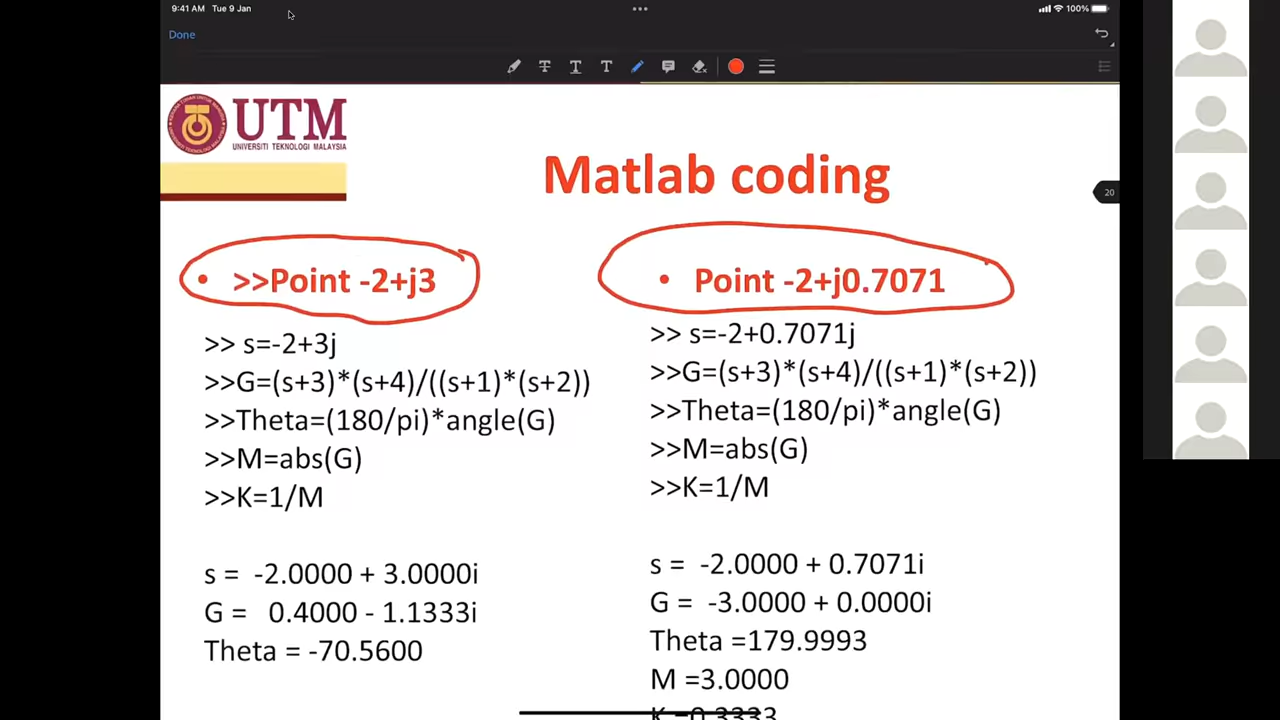 9:41 AM Tue 9 Jan
100%
Done
T T T
UTM
UNIVERSITI TEKNOLOGI MALAYSIA
Matlab coding
20
• >>Point -2+j3
>> s=-2+3j
>>G=(s+3)*(s+4)/((s+1)*(s+2))
>>Theta=(180/pi)*angle(G)
>>M=abs(G)
>>K=1/M
s = -2.0000 + 3.0000i
G = 0.4000 - 1.1333i
Theta = -70.5600
• Point -2+j0.7071
>> s=-2+0.7071j
>>G=(s+3)*(s+4)/((s+1)*(s+2))
>>Theta=(180/pi)*angle(G)
>>M=abs(G)
>>K=1/M
s = -2.0000 + 0.7071i
G = -3.0000 + 0.0000i
Theta =179.9993
M =3.0000
K =0.3333